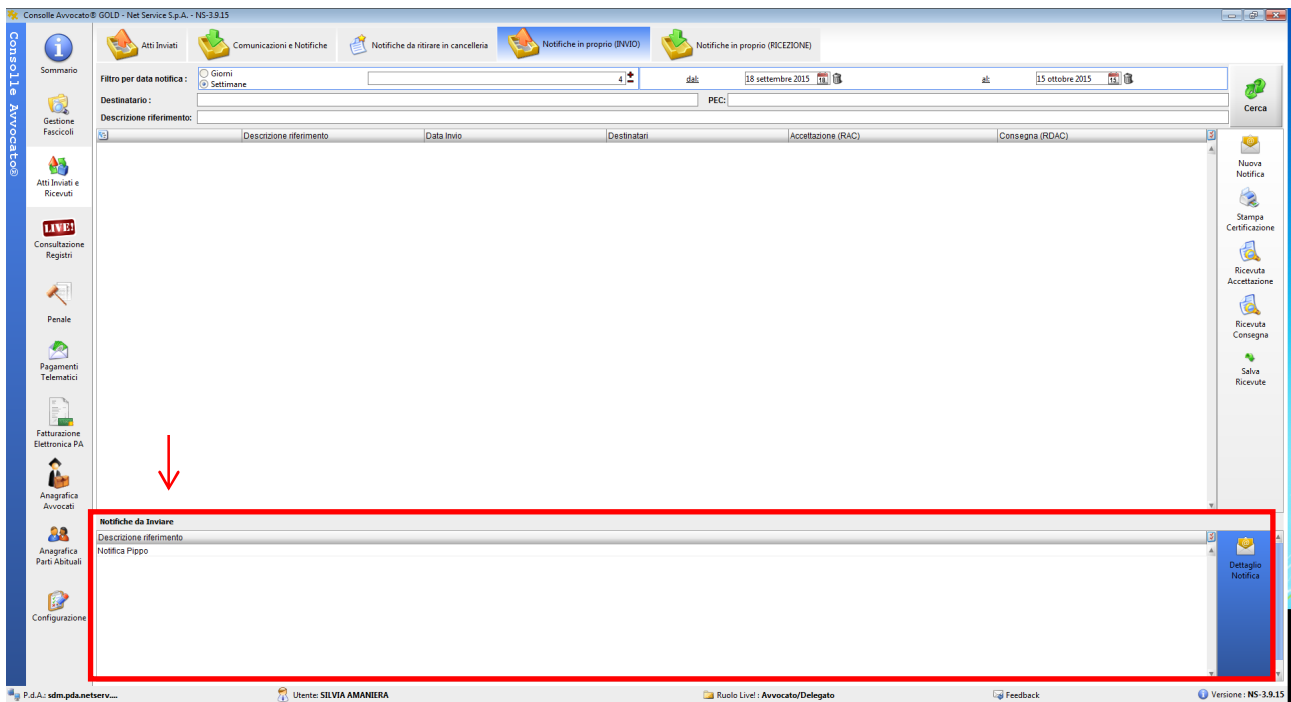 Consolle Avvocato® GOLD - Net Service S.p.A. - NS-3.9.15
Consolle Avvocato®
Sommario
Gestione
Fascicoli
Atti Inviati e
Ricevuti
LIVE!
Consultazione
Registri
Penale
Pagamenti
Telematici
Fatturazione
Elettronica PA
Anagrafica
Avvocati
Anagrafica
Parti Abituali
Configurazione
Atti Inviati
Comunicazioni e Notifiche
Notifiche da ritirare in cancelleria
Notifiche in proprio (INVIO)
Notifiche in proprio (RICEZIONE)
Filtro per data notifica :
Giorni
Settimane
4
dal:
18 settembre 2015
18
al:
15 ottobre 2015
15
Destinatario :
PEC:
Descrizione riferimento:
Cerca
Descrizione riferimento
Data Invio
Destinatari
Accettazione (RAC)
Consegna (RDAC)
Nuova
Notifica
Stampa
Certificazione
Ricevuta
Accettazione
Ricevuta
Consegna
Salva
Ricevute
Notifiche da Inviare
Descrizione riferimento
Notifica Pippo
Dettaglio
Notifica
P.d.A.: sdm.pda.netserv....
Utente: SILVIA AMANIERA
Ruolo Live! : Avvocato/Delegato
Feedback
Versione : NS-3.9.15